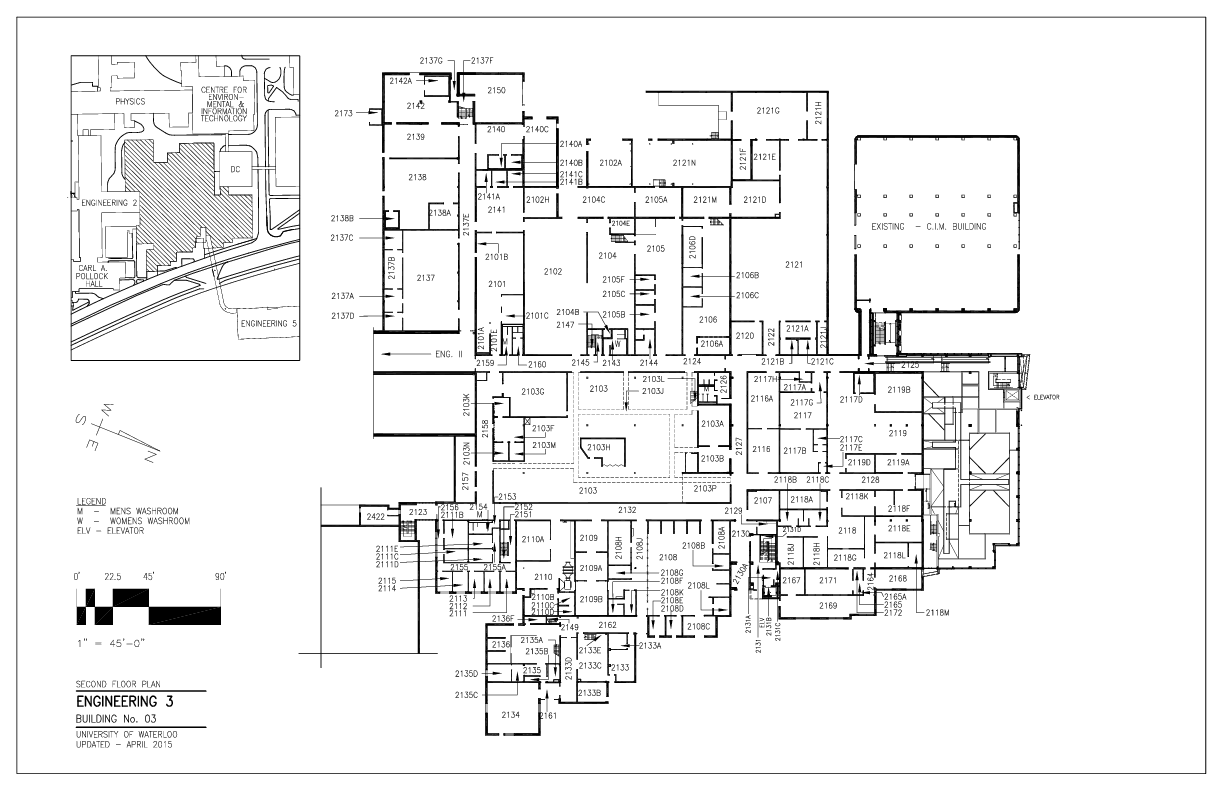 PHYSICS
CENTRE FOR
ENVIRON-
MENTAL &
INFORMATION
TECHNOLOGY
DC
ENGINEERING 2
CARL A.
POLLOCK
HALL
ENGINEERING 5
S
W
E
N
LEGEND
M – MENS WASHROOM
W – WOMENS WASHROOM
ELV – ELEVATOR
0' 22.5 45' 90'
1" = 45'-0"
SECOND FLOOR PLAN
ENGINEERING 3
BUILDING No. 03
UNIVERSITY OF WATERLOO
UPDATED – APRIL 2015
2137G 2137F
2142A
2150
2142
2173
2139
2140
2140C
2140A
2140B
2141C
2141B
2102A
2121N
2121G
2121H
2121F
2121E
2138
2138A
2138B
2141A
2141
2137E
2102H
2104C
2105A
2121M
2121D
EXISTING – C.I.M. BUILDING
2137C
2137B
2137
2137A
2137D
2101B
2101
2101C
2101A
2101E
2102
2104E
2104
2105
2106D
2105F
2105C
2105B
2106B
2106C
2121
2104B
2147
W
M
2106
2106A
2120
2122
2121A
2121J
ENG. II
2159 2160
2145 2143 2144 2124
2121B 2121C
2125
2103L
2103
2103J
2126
M
2117H
2117A
2117G
2117
2117D
2119B
ELEVATOR
2103K
2103G
2116A
2158
2103F
2103N
2103M
2103H
2103A
2103B
2127
2116
2117B
2117C
2117E
2119
2119D
2119A
2157
2103
2103P
2118B
2118C
2128
2153
2107
2118A
2118K
2118F
2422
2123
2156
2111B
2154
M
2152
2151
2132
2129
2130
2131D
2118
2118E
2111E
2111C
2111D
2110A
2109
2108H
2108J
2108
2108B
2108A
2118J
2118H
2118G
2118L
2115
2114
2155
2155A
2110
2109A
2108G
2108F
2108L
2130A
2167
2171
2164
2168
2113
2112
2111
2110B
2110C
2110D
2109B
2108K
2108E
2108D
2108C
2131A
2131
ELV
2131B
2131C
2169
2165A
2165
2172
2118M
2136F
2149
2162
2136
2135A
2135B
2133E
2133A
2135D
2135
2133D
2133C
2133
2135C
2133B
2134
2161